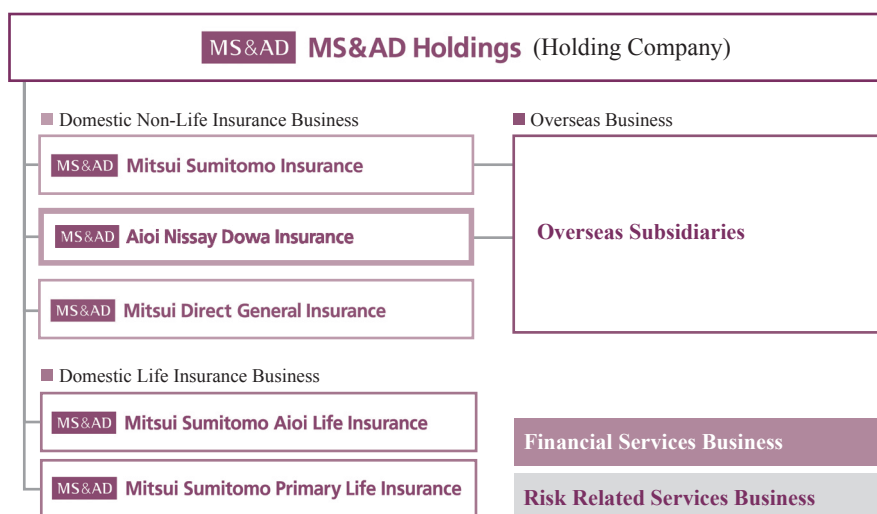 MS&AD MS&AD Holdings (Holding Company)
Domestic Non-Life Insurance Business
MS&AD Mitsui Sumitomo Insurance
MS&AD Aioi Nissay Dowa Insurance
MS&AD Mitsui Direct General Insurance
Domestic Life Insurance Business
MS&AD Mitsui Sumitomo Aioi Life Insurance
MS&AD Mitsui Sumitomo Primary Life Insurance
Overseas Business
Overseas Subsidiaries
Financial Services Business
Risk Related Services Business